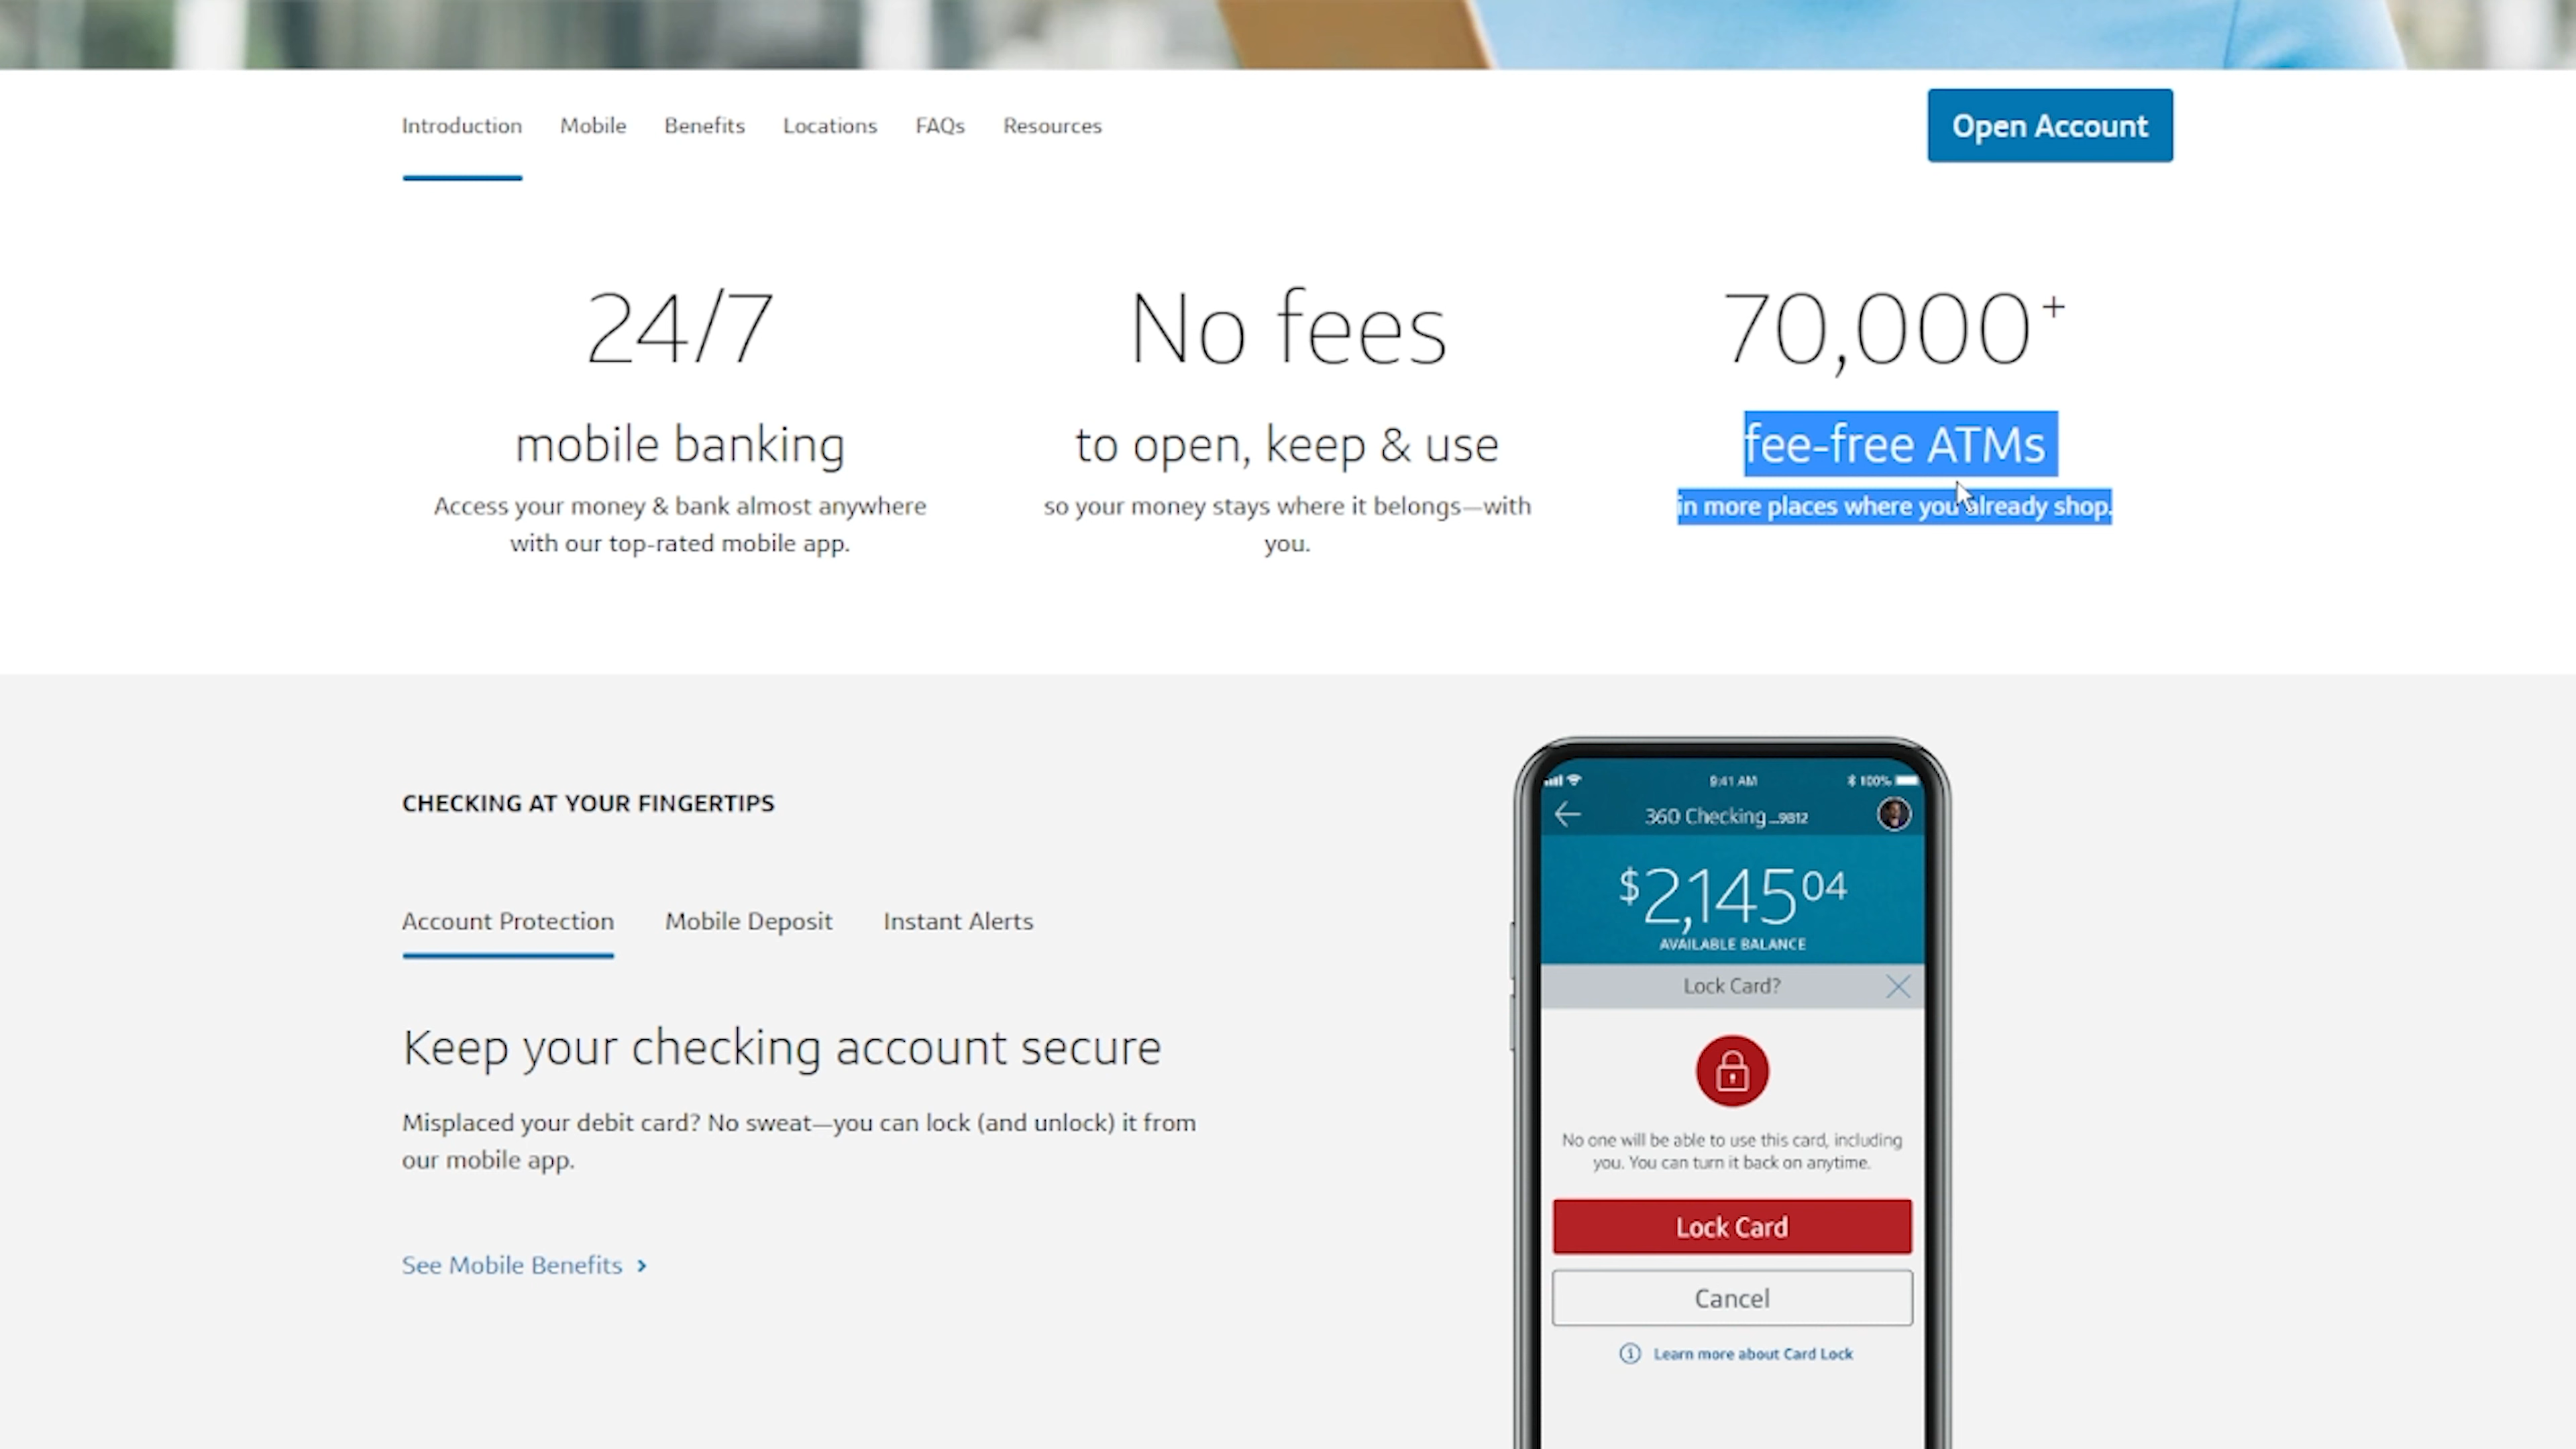 Introduction Mobile Benefits Locations FAQs Resources
Open Account
24/7
mobile banking
Access your money & bank almost anywhere
with our top-rated mobile app.
No fees
to open, keep & use
so your money stays where it belongs—with
you.
70,000+
fee-free ATMs
in more places where you already shop.
CHECKING AT YOUR FINGERTIPS
Account Protection Mobile Deposit Instant Alerts
Keep your checking account secure
Misplaced your debit card? No sweat—you can lock (and unlock) it from
our mobile app.
See Mobile Benefits
9:41 AM 100%
360 Checking ...9812
$2,145 04
AVAILABLE BALANCE
Lock Card?
No one will be able to use this card, including
you. You can turn it back on anytime.
Lock Card
Cancel
Learn more about Card Lock